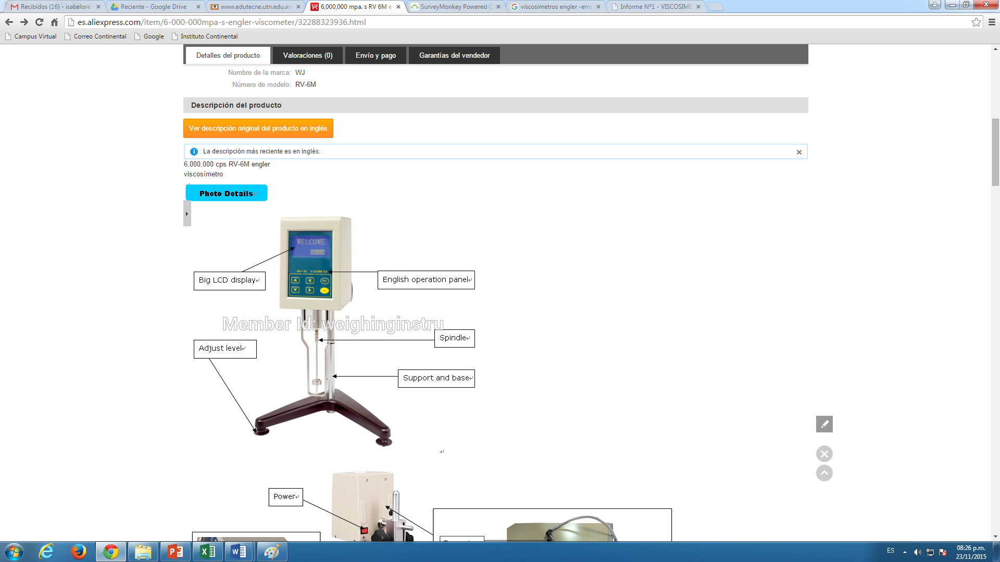 Recibidos (16) - isabelore
Reciente - Google Drive
www.edutecne.utn.edu.ar/
6,000,000 mpa. s RV 6M e
SurveyMonkey Powered
viscosimetros engler -em
Informe Nº1 - VISCOSIME
es.aliexpress.com/item/6-000-000mpa-s-engler-viscometer/32288323936.html
Campus Virtual
Correo Continental
Google
Instituto Continental
Detalles del producto
Valoraciones (0)
Envío y pago
Garantías del vendedor
Nombre de la marca: WJ
Número de modelo: RV-6M
Descripción del producto
Ver descripción original del producto en inglés
La descripción más reciente es en inglés.
6,000,000 cps RV-6M engler
viscosímetro
Photo Details
WELCOME
ENGLISH
VISCOMETER
Big LCD display
English operation panel
Member Id: weighinginstru
Spindle
Adjust level
Support and base
Power
ES
08:26 p.m.
23/11/2015